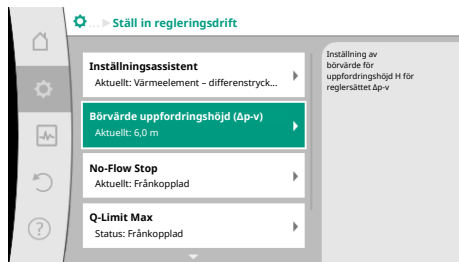 ... Ställ in regleringsdrift
Inställningsassistent
Aktuellt: Värmeelement – differenstryck...
Börvärde uppfordringshöjd (Δp-v)
Aktuellt: 6,0 m
No-Flow Stop
Aktuellt: Frånkopplad
Q-Limit Max
Status: Frånkopplad
Inställning av
börvärde för
uppfordringshöjd H för
reglersättet Δp-v